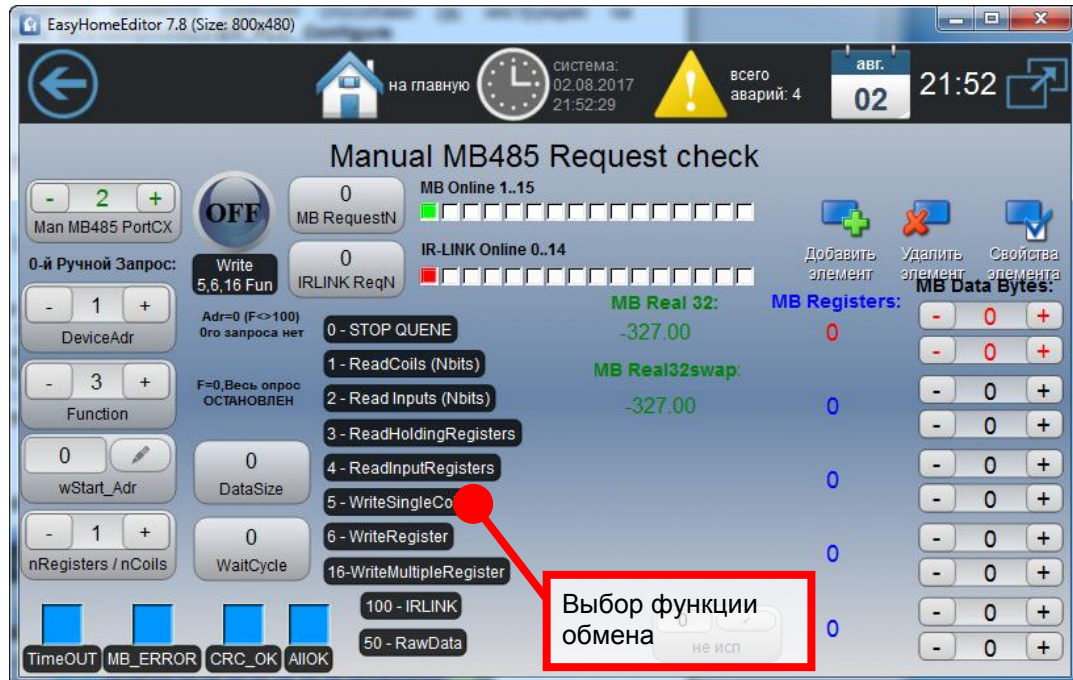 EasyHomeEditor 7.8 (Size: 800x480)
на главную
система:
02.08.2017
21:52:29
всего
аварий: 4
авг.
02
21:52
Manual MB485 Request check
- 2 +
Man MB485 PortCX
OFF
0
MB RequestN
MB Online 1..15
0-й Ручной Запрос:
Write
5,6,16 Fun
0
IRLINK ReqN
IR-LINK Online 0..14
Добавить
элемент
Удалить
элемент
Свойства
элемента
- 1 +
DeviceAdr
Adr=0 (F<>100)
0го запроса нет
0 - STOP QUENE
1 - ReadCoils (Nbits)
2 - Read Inputs (Nbits)
3 - ReadHoldingRegisters
4 - ReadInputRegisters
5 - WriteSingleCo
6 - WriteRegister
16-WriteMultipleRegister
100 - IRLINK
50 - RawData
MB Real 32:
-327.00
MB Real32swap:
-327.00
MB Registers:
0
0
0
0
0
MB Data Bytes:
- 0 +
- 0 +
- 0 +
- 0 +
- 0 +
- 0 +
- 0 +
- 0 +
- 0 +
- 0 +
- 3 +
Function
F=0,Весь опрос
ОСТАНОВЛЕН
0
wStart_Adr
0
DataSize
- 1 +
nRegisters / nCoils
0
WaitCycle
TimeOUT
MB_ERROR
CRC_OK
AllOK
Выбор функции
обмена
0
не исп